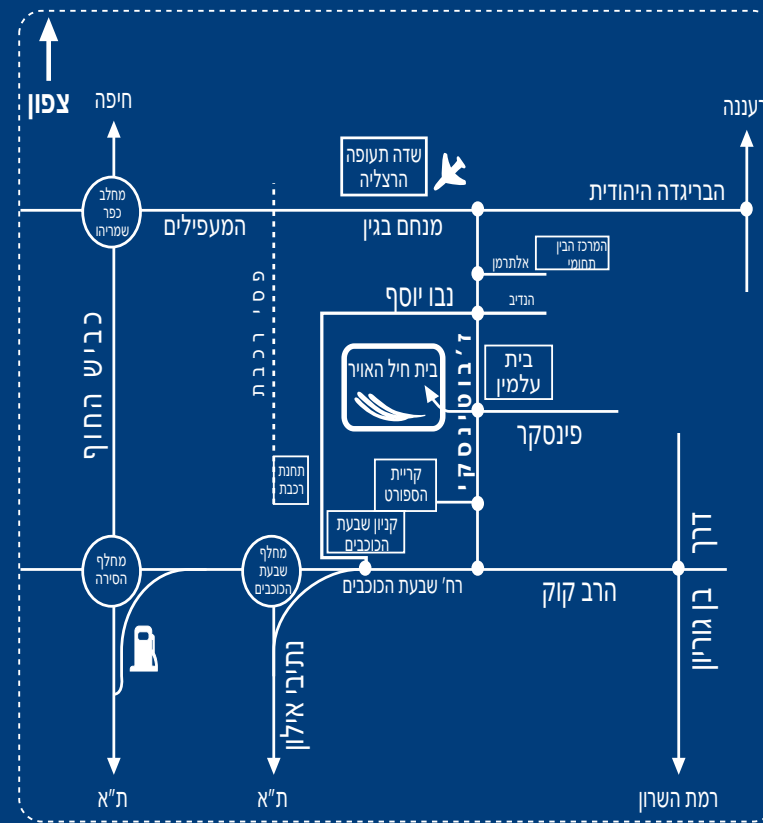 צפון
חיפה
רעננה
שדה תעופה
הרצליה
הבריגדה היהודית
מחלב
כפר
שמריהו
המעפילים
מנחם בגין
אלתרמן
המרכז הבין
תחומי
פסי רכבת
נבו יוסף
הנדיב
כביש החוף
ז'בוטינסקי
בית חיל האויר
בית
עלמין
פינסקר
תחנת
רכבת
קריית
הספורט
קניון שבעת
הכוכבים
דרך
בן גוריון
מחלף
הסירה
מחלף
שבעת
הכוכבים
רח' שבעת הכוכבים
הרב קוק
נתיבי אילון
ת"א
ת"א
רמת השרון